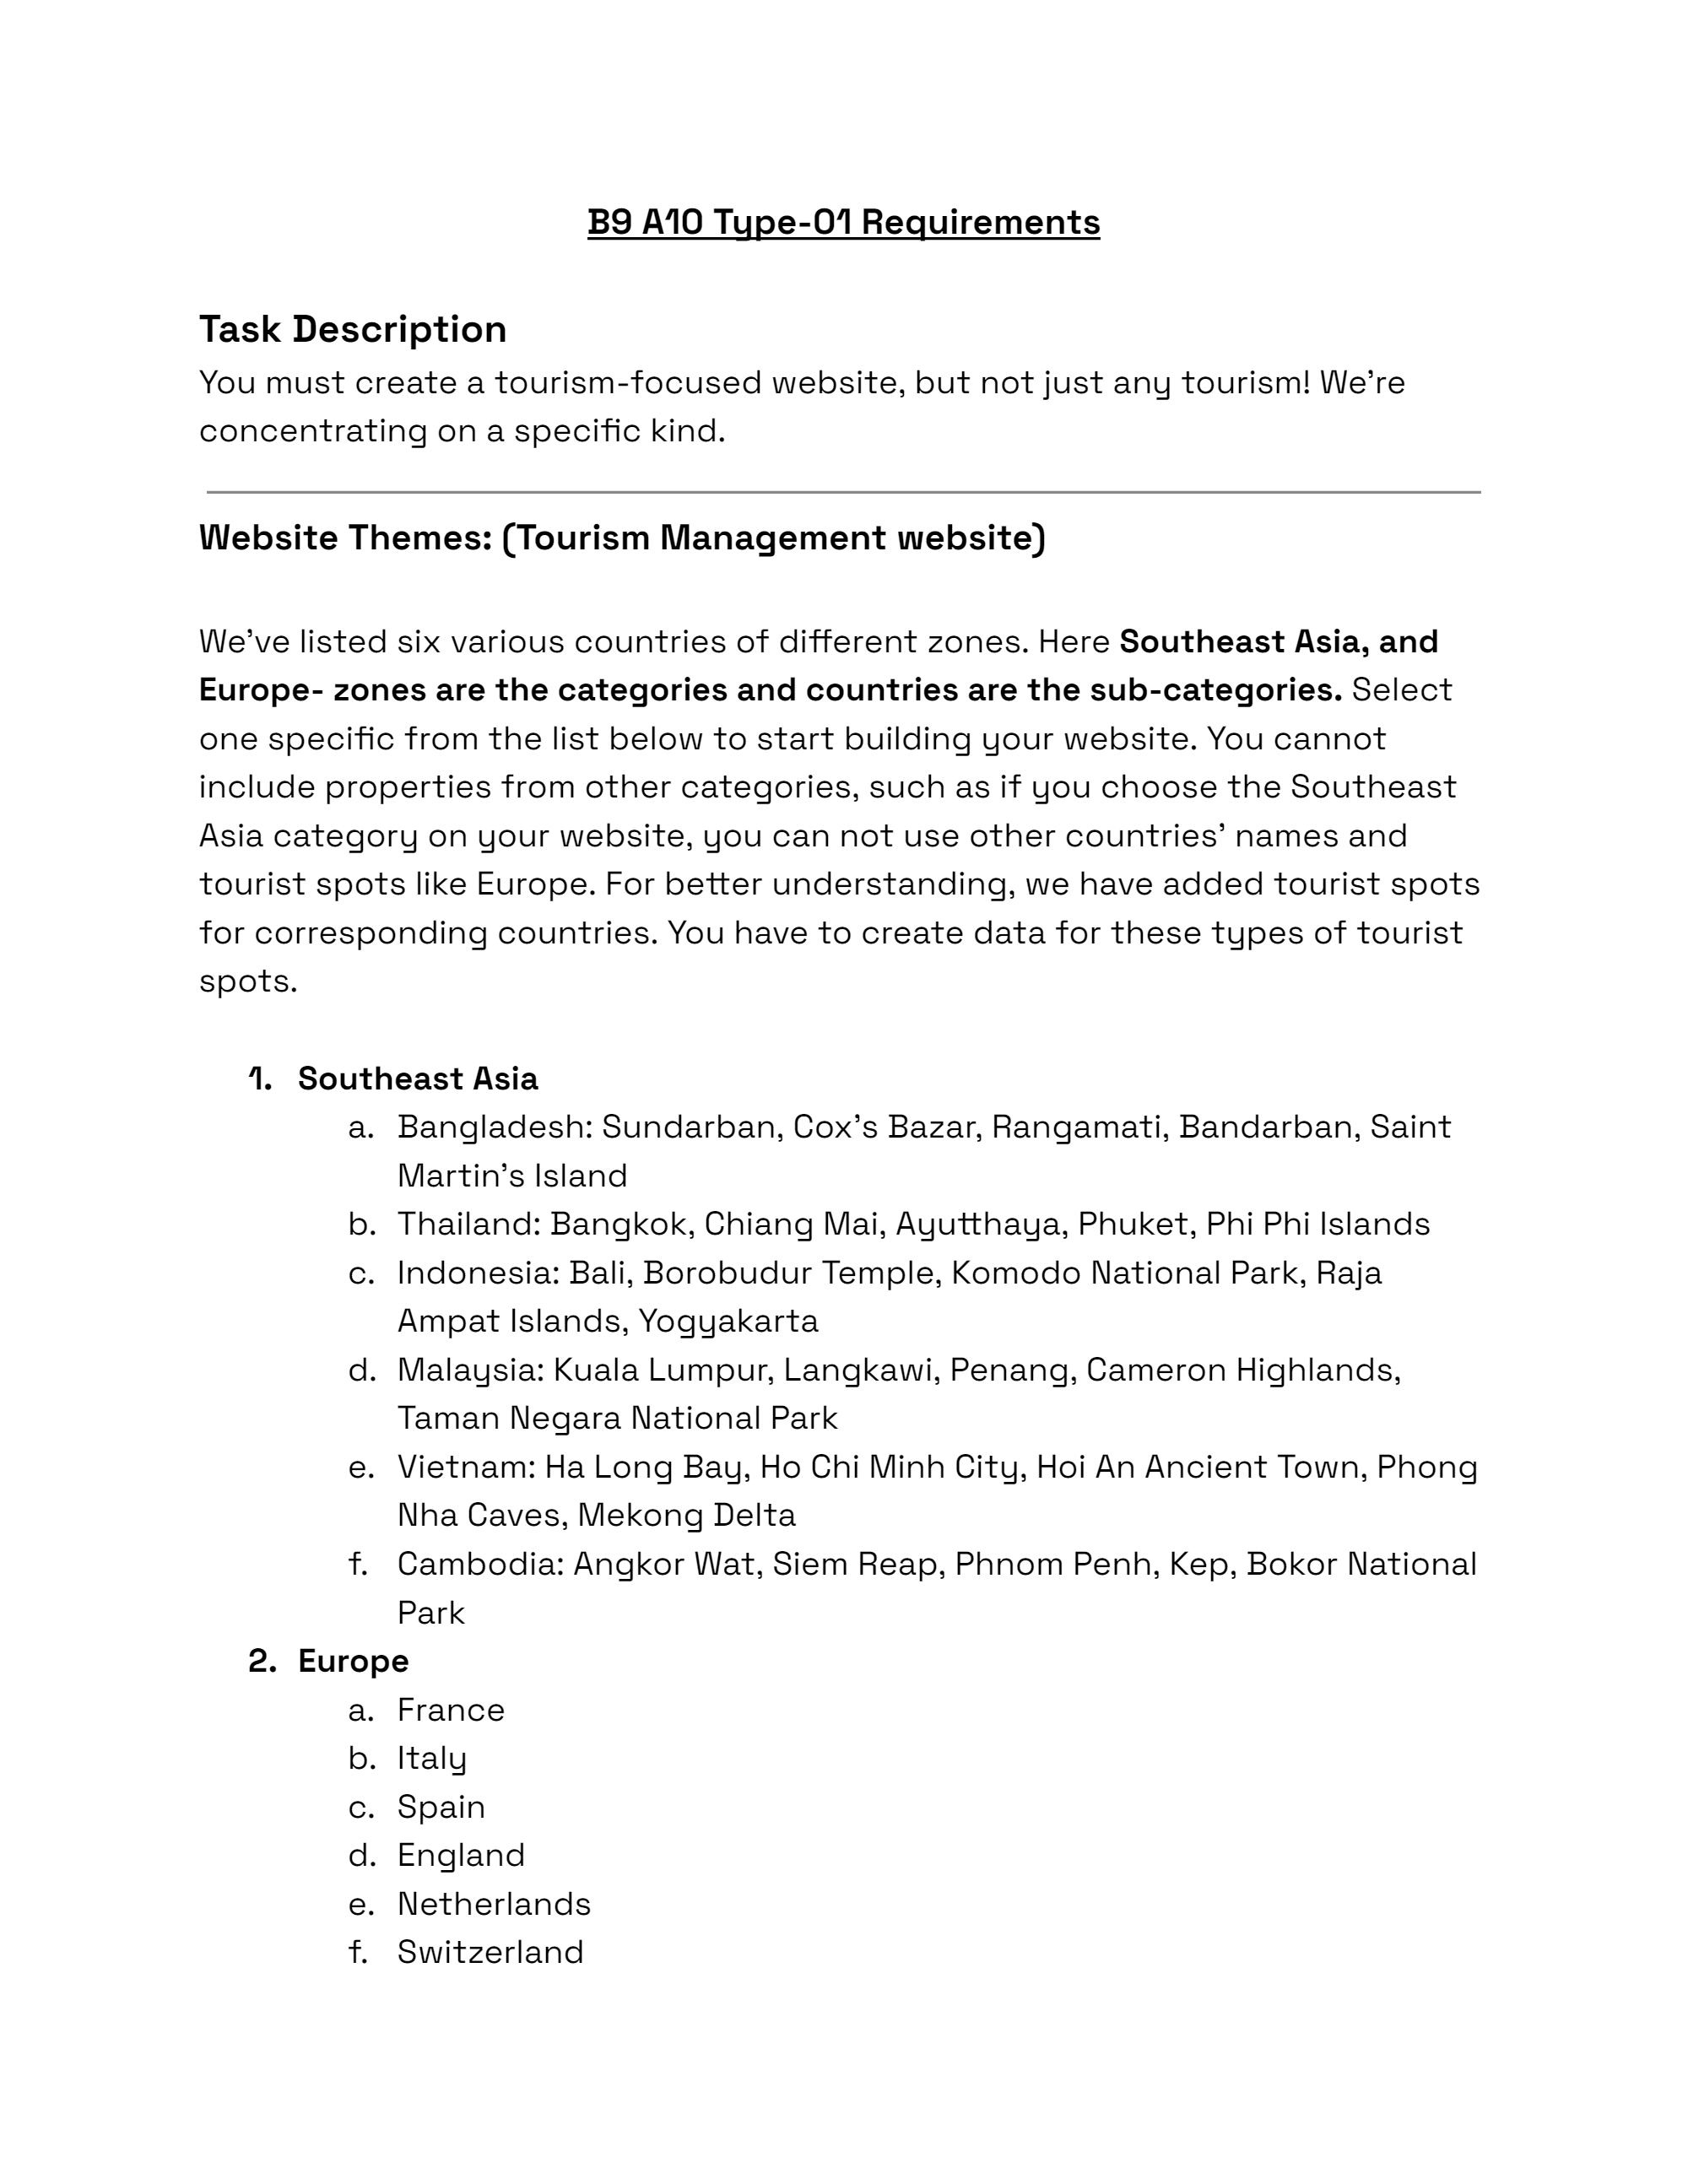 B9 A10 Type-01 Requirements
Task Description
You must create a tourism-focused website, but not just any tourism! We’re
concentrating on a specific kind.
Website Themes: (Tourism Management website)
We’ve listed six various countries of different zones. Here Southeast Asia, and
Europe- zones are the categories and countries are the sub-categories. Select
one specific from the list below to start building your website. You cannot
include properties from other categories, such as if you choose the Southeast
Asia category on your website, you can not use other countries’ names and
tourist spots like Europe. For better understanding, we have added tourist spots
for corresponding countries. You have to create data for these types of tourist
spots.
1. Southeast Asia
a. Bangladesh: Sundarban, Cox’s Bazar, Rangamati, Bandarban, Saint
Martin’s Island
b. Thailand: Bangkok, Chiang Mai, Ayutthaya, Phuket, Phi Phi Islands
c. Indonesia: Bali, Borobudur Temple, Komodo National Park, Raja
Ampat Islands, Yogyakarta
d. Malaysia: Kuala Lumpur, Langkawi, Penang, Cameron Highlands,
Taman Negara National Park
e. Vietnam: Ha Long Bay, Ho Chi Minh City, Hoi An Ancient Town, Phong
Nha Caves, Mekong Delta
f. Cambodia: Angkor Wat, Siem Reap, Phnom Penh, Kep, Bokor National
Park
2. Europe
a. France
b. Italy
c. Spain
d. England
e. Netherlands
f. Switzerland